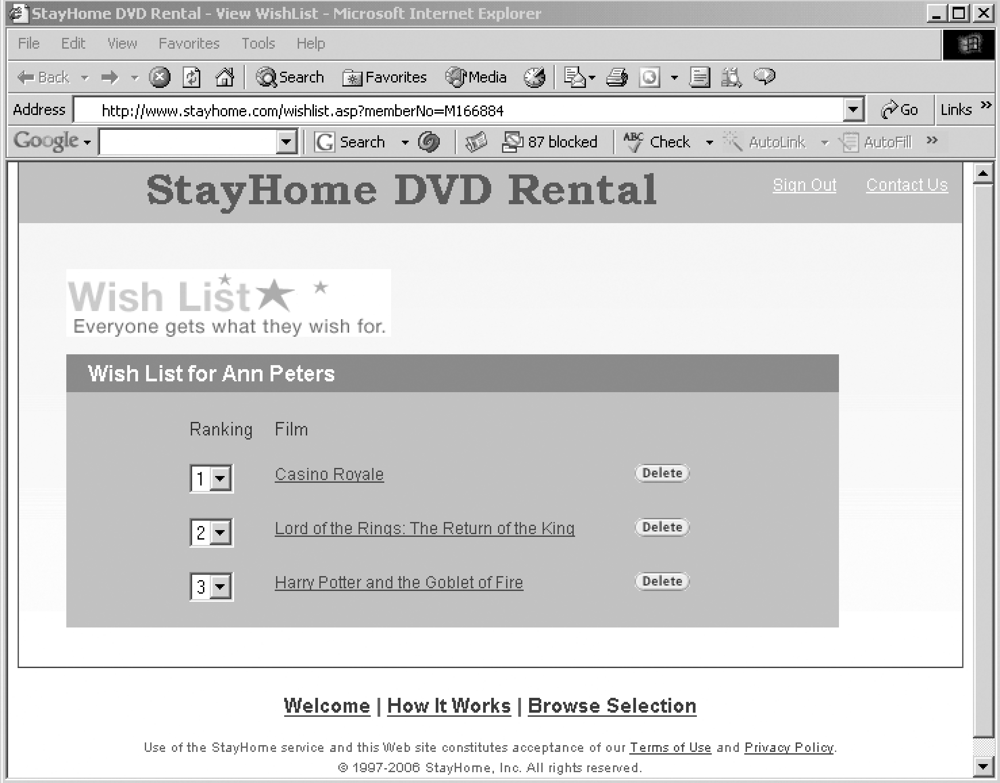 StayHome DVD Rental - View WishList - Microsoft Internet Explorer
File Edit View Favorites Tools Help
Back Search Favorites Media
Address http://www.stayhome.com/wishlist.asp?memberNo=M166884 Go Links »
Google G Search 87 blocked ABC Check AutoLink AutoFill »
StayHome DVD Rental Sign Out Contact Us
Wish List
Everyone gets what they wish for.
Wish List for Ann Peters
Ranking Film
1 Casino Royale Delete
2 Lord of the Rings: The Return of the King Delete
3 Harry Potter and the Goblet of Fire Delete
Welcome | How It Works | Browse Selection
Use of the StayHome service and this Web site constitutes acceptance of our Terms of Use and Privacy Policy.
© 1997-2006 StayHome, Inc. All rights reserved.